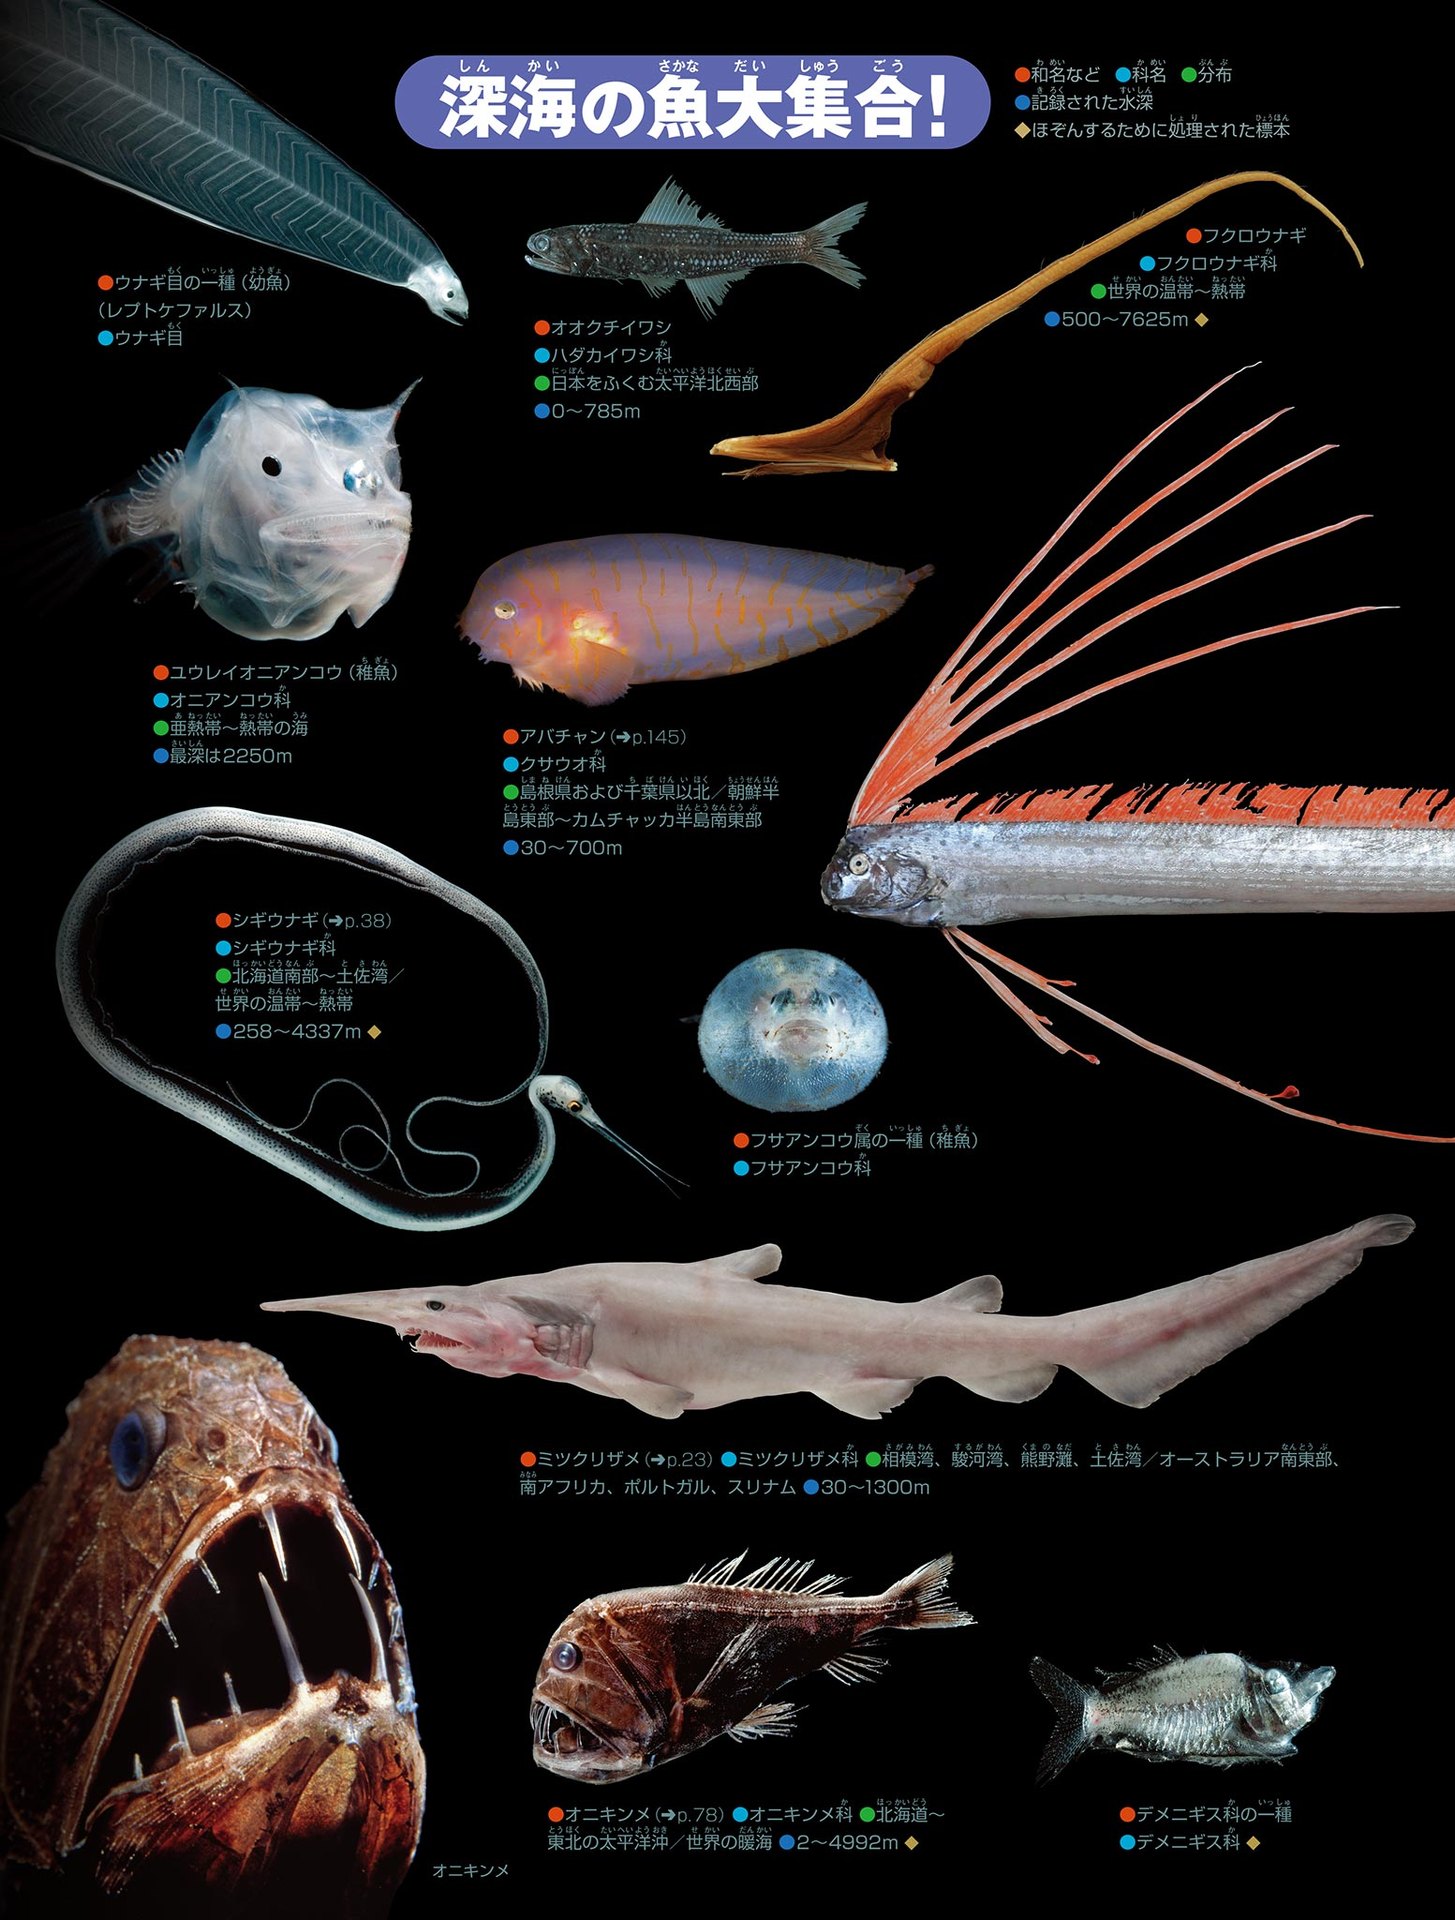 深海の魚大集合!
●和名など ●科名 ●分布
●記録された水深
◆ほぞんするために処理された標本
●ウナギ目の一種（幼魚）
（レプトケファルス）
●ウナギ目
●オオクチイワシ
●ハダカイワシ科
●日本をふくむ太平洋北西部
●0〜785m
●フクロウナギ
●フクロウナギ科
●世界の温帯〜熱帯
●500〜7625m◆
●ユウレイオニアンコウ（稚魚）
●オニアンコウ科
●亜熱帯〜熱帯の海
●最深は2250m
●アバチャン（➔p.145）
●クサウオ科
●島根県および千葉県以北／朝鮮半
島東部〜カムチャッカ半島南東部
●30〜700m
●シギウナギ（➔p.38）
●シギウナギ科
●北海道南部〜土佐湾／
世界の温帯〜熱帯
●258〜4337m◆
●フサアンコウ属の一種（稚魚）
●フサアンコウ科
●ミツクリザメ（➔p.23）●ミツクリザメ科 ●相模湾、駿河湾、熊野灘、土佐湾／オーストラリア南東部、
南アフリカ、ポルトガル、スリナム ●30〜1300m
●オニキンメ（➔p.78）●オニキンメ科 ●北海道〜
東北の太平洋沖／世界の暖海 ●2〜4992m◆
オニキンメ
●デメニギス科の一種
●デメニギス科◆